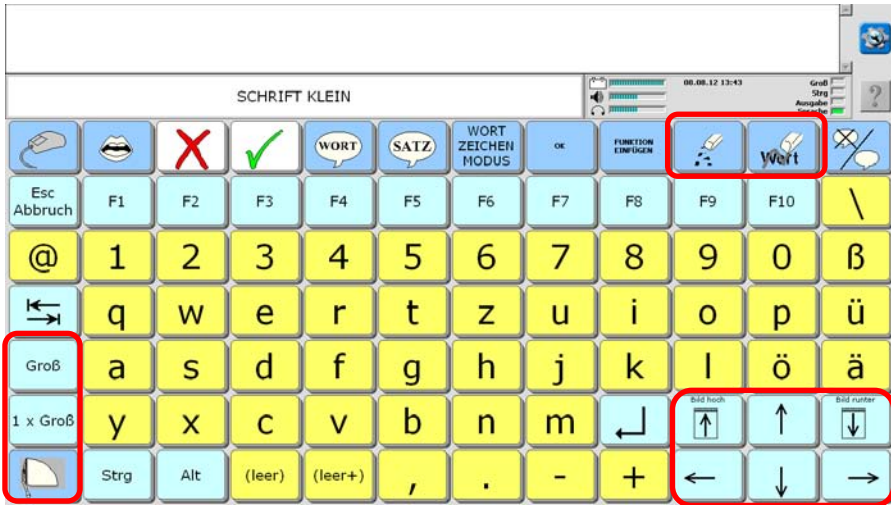 SCHRIFT KLEIN
08.08.12 13:43
Groß
Strg
Ausgabe
Sprache
?
WORT
SATZ
WORT
ZEICHEN
MODUS
OK
FUNKTION
EINFÜGEN
Wort
Esc
Abbruch
F1 F2 F3 F4 F5 F6 F7 F8 F9 F10 \
@ 1 2 3 4 5 6 7 8 9 0 ß
q w e r t z u i o p ü
Groß a s d f g h j k l ö ä
1 x Groß y x c v b n m ↵ Bild hoch ↑ Bild runter
Strg Alt (leer) (leer+) , . - + ← ↓ →